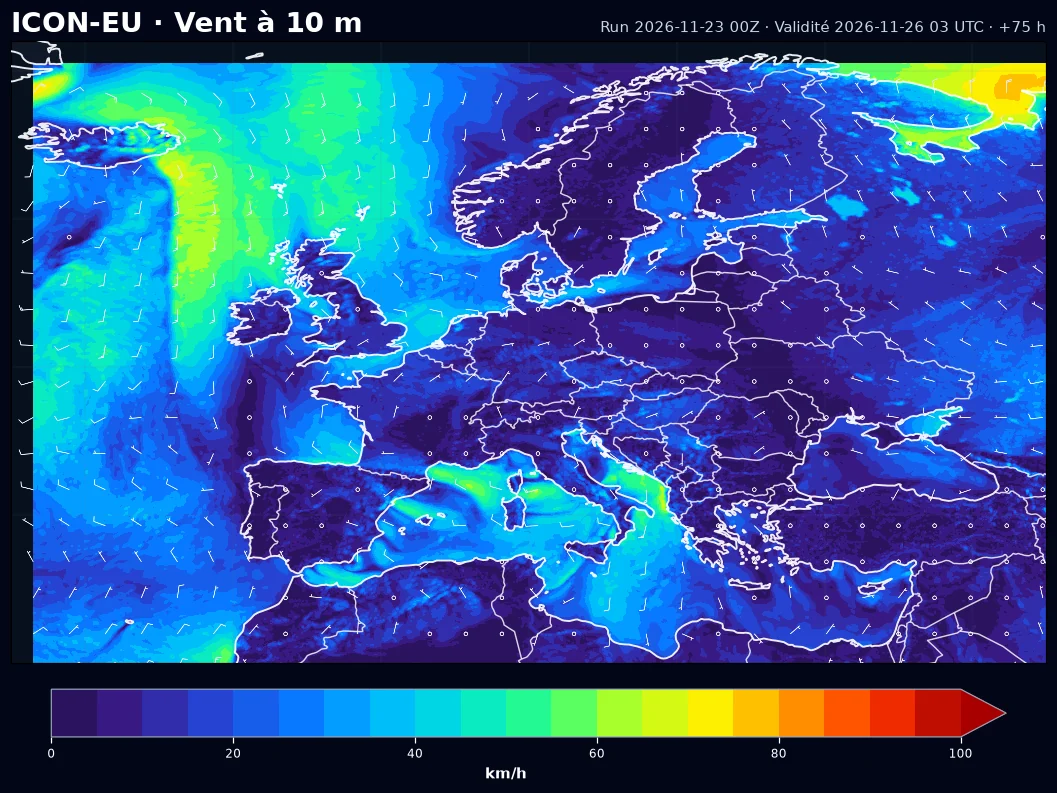 ICON-EU · Vent à 10 m
Run 2026-11-23 00Z · Validité 2026-11-26 03 UTC · +75 h
0 20 40 60 80 100
km/h